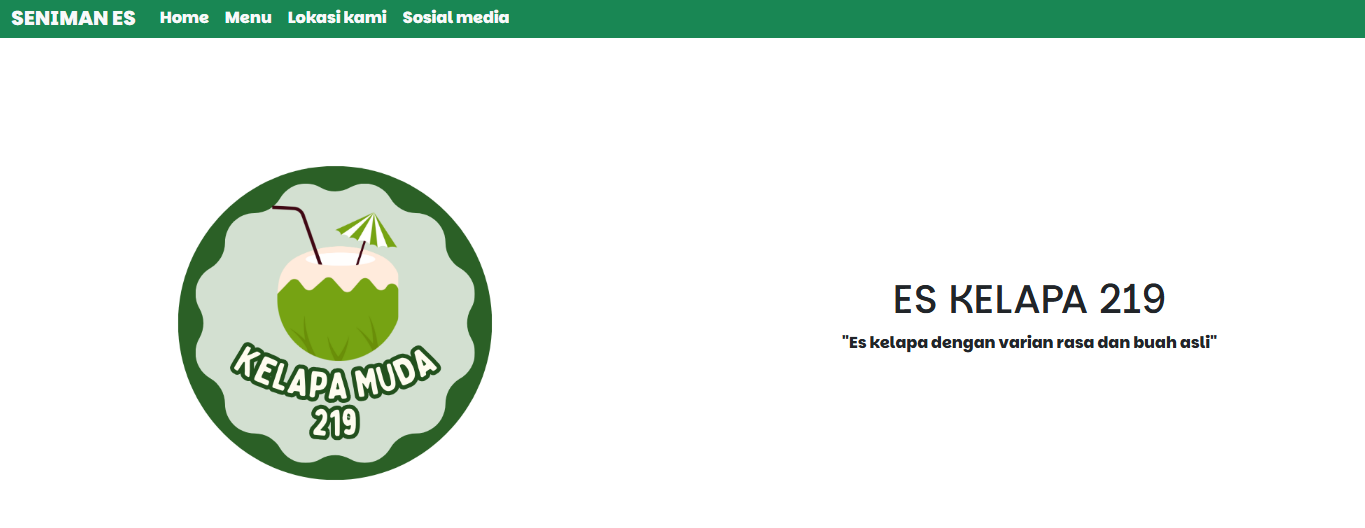 SENIMAN ES Home Menu Lokasi kami Sosial media
KELAPA MUDA
219
ES KELAPA 219
"Es kelapa dengan varian rasa dan buah asli"